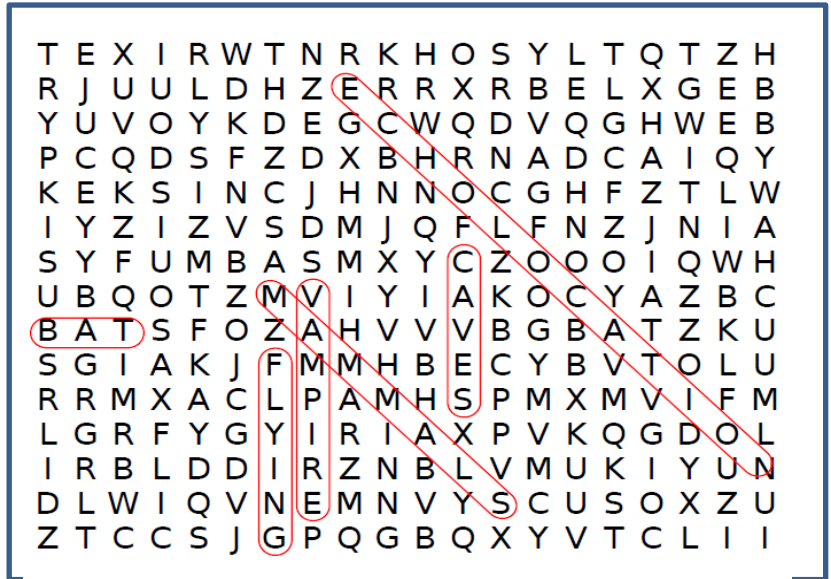 T E X I R W T N R K H O S Y L T Q T Z H
R J U U L D H Z E R R X R B E L X G E B
Y U V O Y K D E G C W Q D V Q G H W E B
P C Q D S F Z D X B H R N A D C A I Q Y
K E K S I N C J H N N O C G H F Z T L W
I Y Z I Z V S D M J Q F L F N Z J N I A
S Y F U M B A S M X Y C Z O O O I Q W H
U B Q O T Z M V I Y I A K O C Y A Z B C
B A T S F O Z A H V V V B G B A T Z K U
S G I A K J F M M H B E C Y B V T O L U
R R M X A C L P A M H S P M X M V I F M
L G R F Y G Y I R I A X P V K Q G D O L
I R B L D D I R Z N B L V M U K I Y U N
D L W I Q V N E M N V Y S C U S O X Z U
Z T C C S J G P Q G B Q X Y V T C L I I